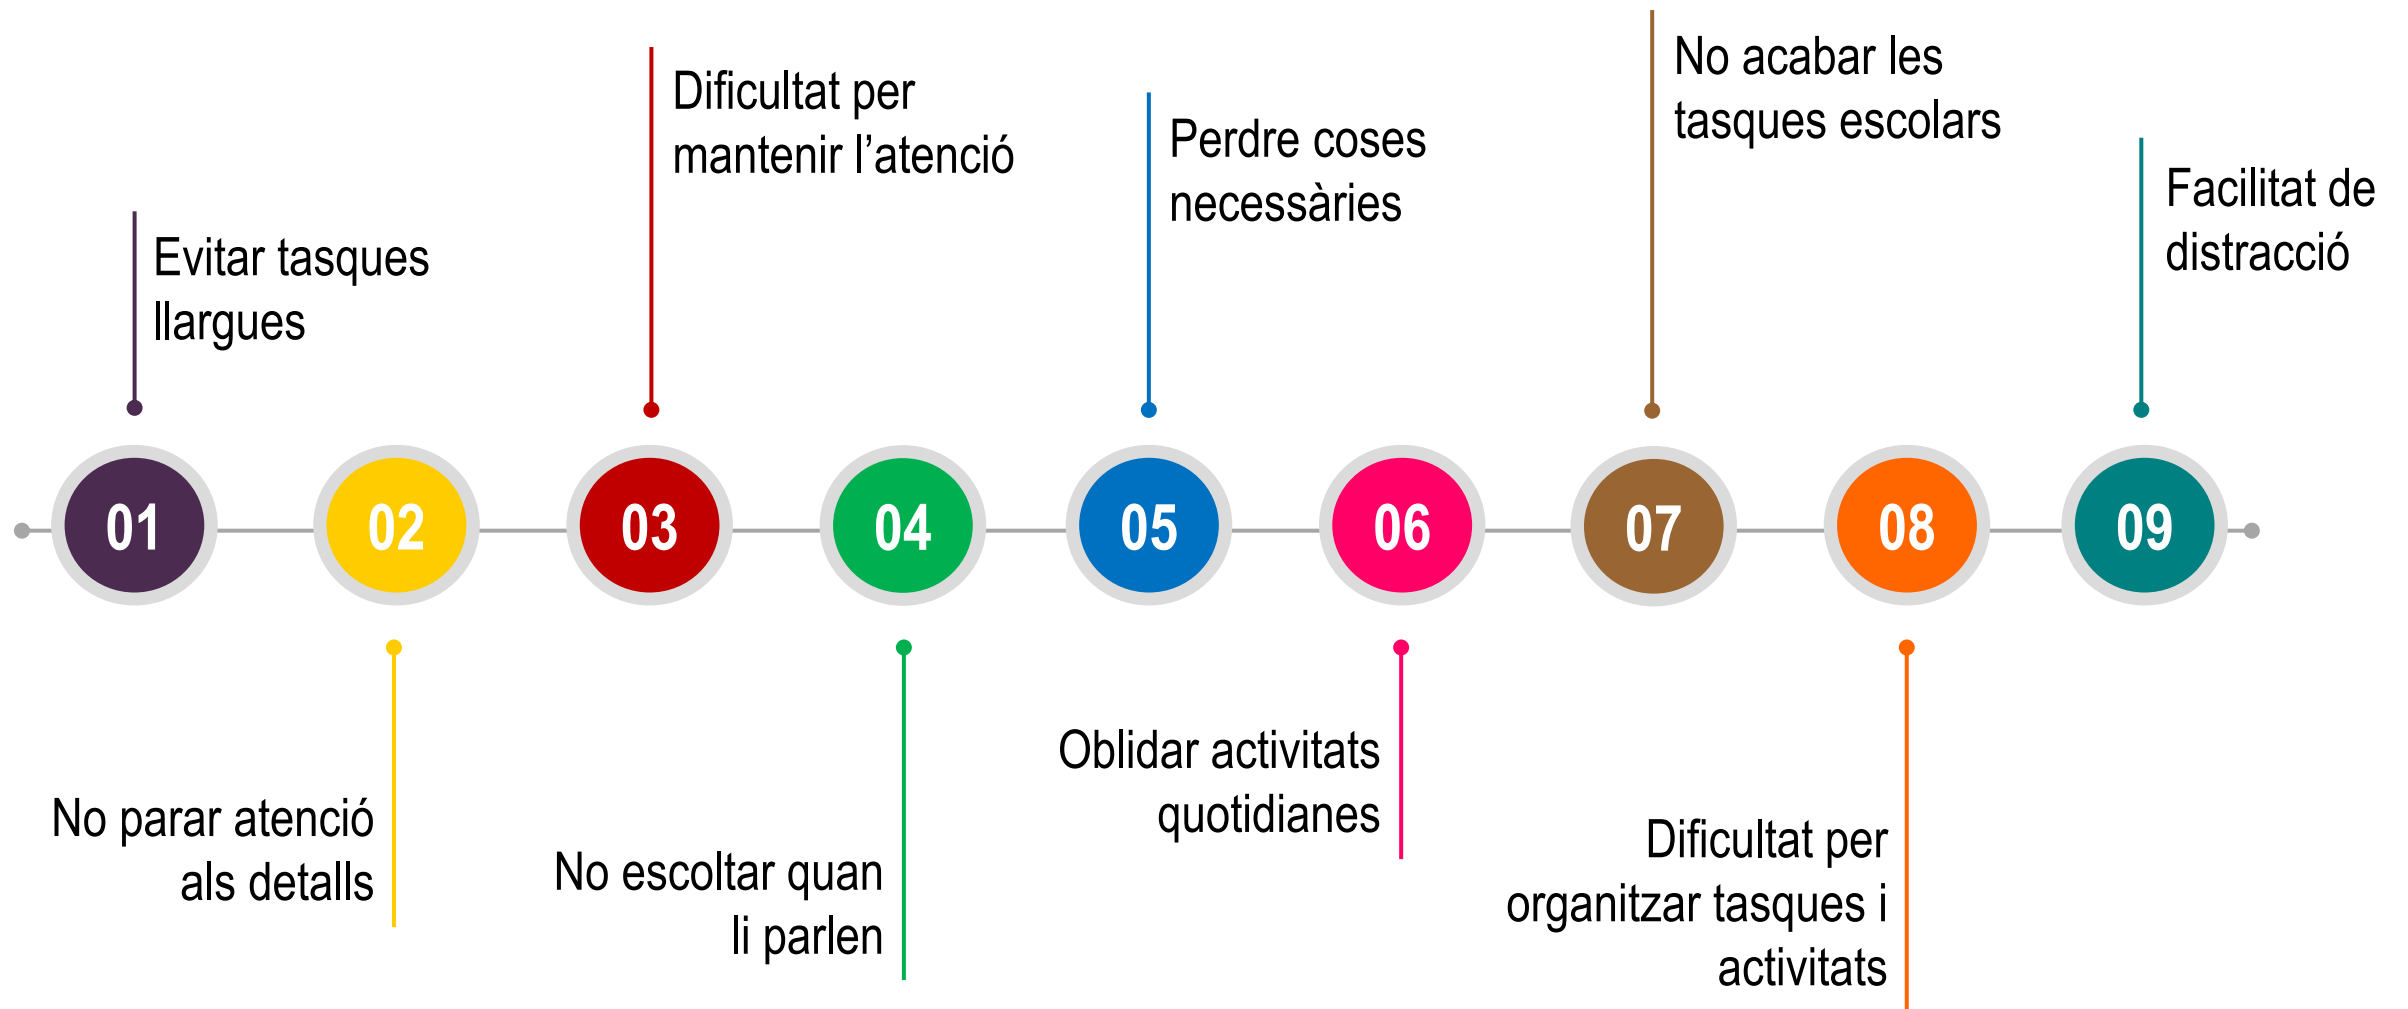 01
Evitar tasques
llargues
02
No parar atenció
als detalls
03
Dificultat per
mantenir l’atenció
04
No escoltar quan
li parlen
05
Perdre coses
necessàries
06
Oblidar activitats
quotidianes
07
No acabar les
tasques escolars
08
Dificultat per
organitzar tasques i
activitats
09
Facilitat de
distracció